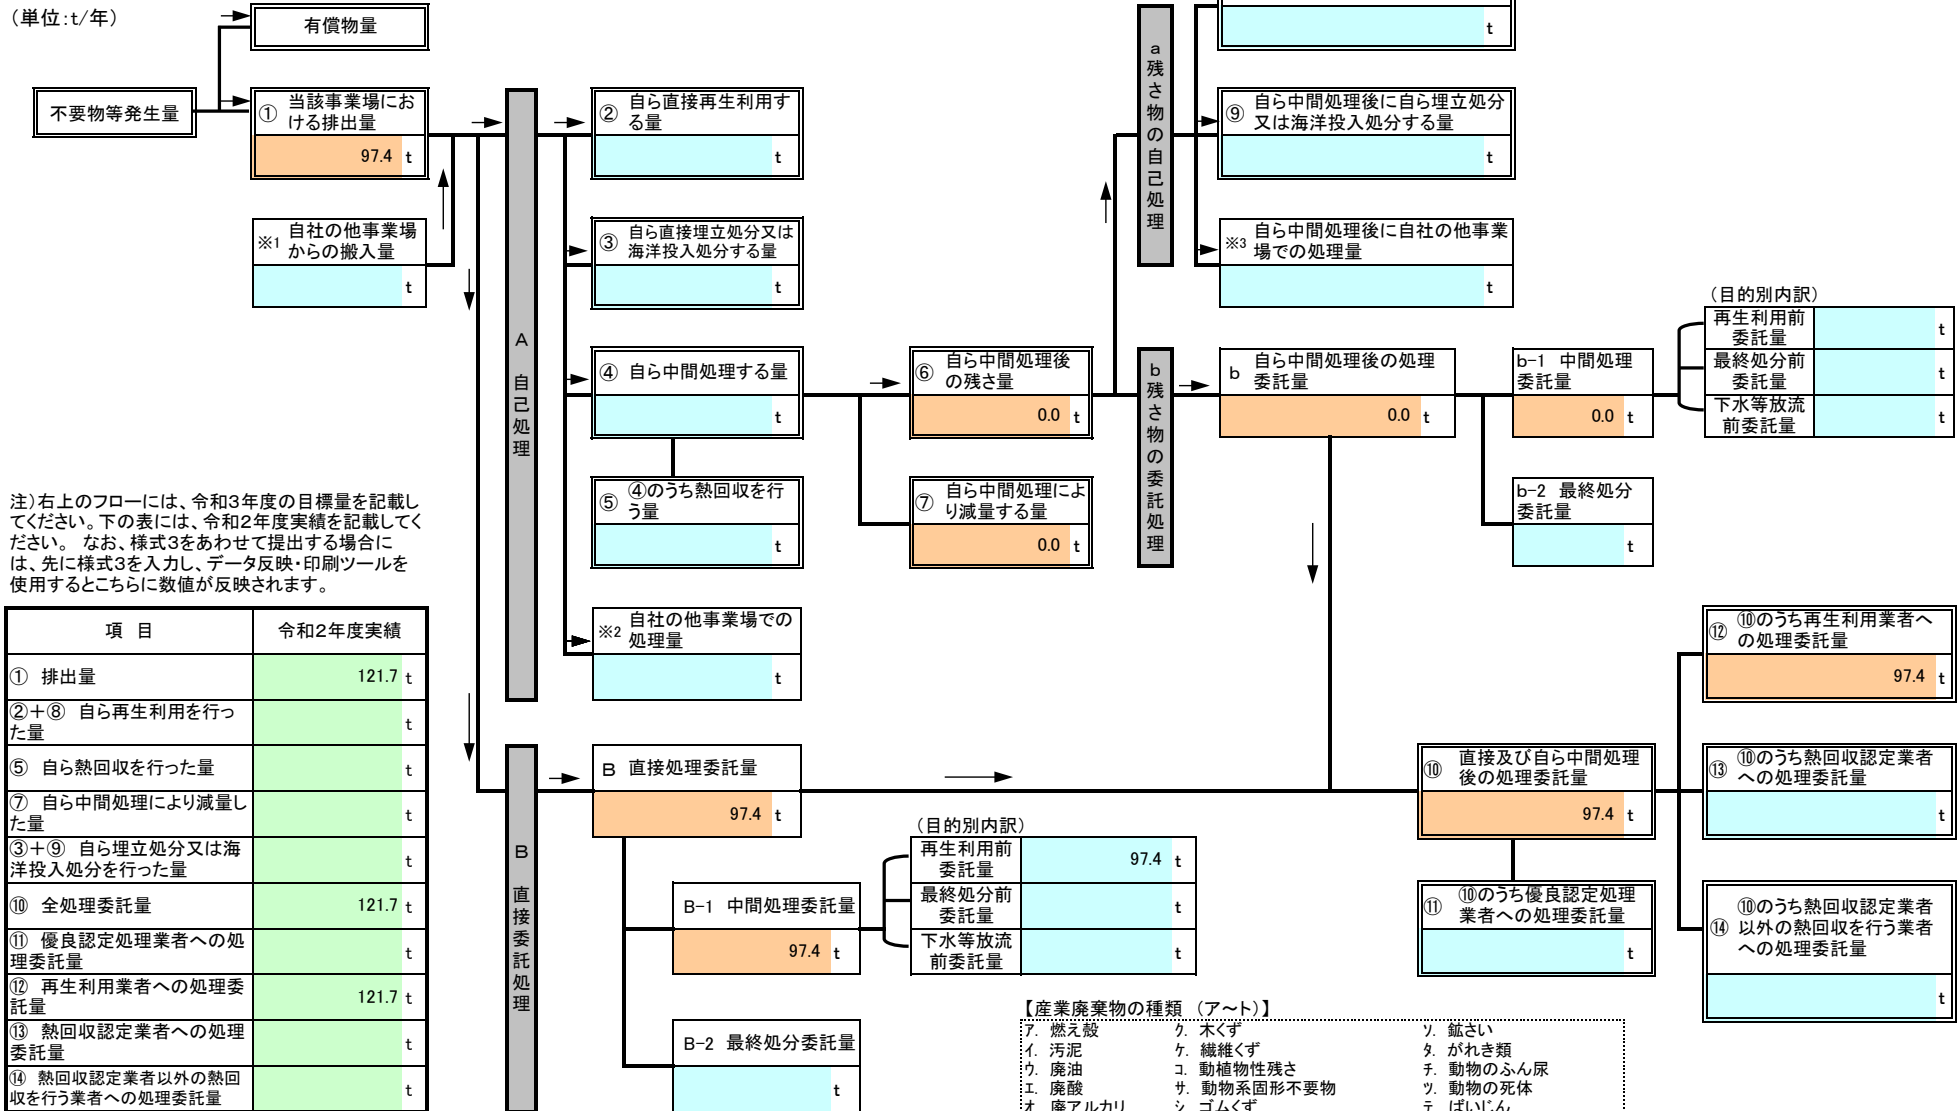 （単位：t/年）
有償物量
不要物等発生量
① 当該事業場にお
ける排出量
97.4 t
※1 自社の他事業場
からの搬入量
t
A 自己処理
② 自ら直接再生利用す
る量
t
③ 自ら直接埋立処分又は
海洋投入処分する量
t
④ 自ら中間処理する量
t
⑤ ④のうち熱回収を行
う量
t
※2 自社の他事業場での
処理量
t
⑥ 自ら中間処理後
の残さ量
0.0 t
⑦ 自ら中間処理によ
り減量する量
0.0 t
a 残さ物の自己処理
t
⑨ 自ら中間処理後に自ら埋立処分
又は海洋投入処分する量
t
※3 自ら中間処理後に自社の他事業
場での処理量
t
b 残さ物の委託処理
b 自ら中間処理後の処理
委託量
0.0 t
b-1 中間処理
委託量
0.0 t
（目的別内訳）
再生利用前
委託量
t
最終処分前
委託量
t
下水等放流
前委託量
t
b-2 最終処分
委託量
t
注）右上のフローには、令和３年度の目標量を記載し
てください。下の表には、令和２年度実績を記載してく
ださい。 なお、様式３をあわせて提出する場合に
は、先に様式３を入力し、データ反映・印刷ツールを
使用するとこちらに数値が反映されます。
項 目 令和２年度実績
① 排出量 121.7 t
②＋⑧ 自ら再生利用を行っ
た量 t
⑤ 自ら熱回収を行った量 t
⑦ 自ら中間処理により減量し
た量 t
③＋⑨ 自ら埋立処分又は海
洋投入処分を行った量 t
⑩ 全処理委託量 121.7 t
⑪ 優良認定処理業者への処
理委託量 t
⑫ 再生利用業者への処理委
託量 121.7 t
⑬ 熱回収認定業者への処理
委託量 t
⑭ 熱回収認定業者以外の熱回
収を行う業者への処理委託量 t
B 直接委託処理
B 直接処理委託量
97.4 t
B-1 中間処理委託量
97.4 t
（目的別内訳）
再生利用前
委託量
97.4 t
最終処分前
委託量
t
下水等放流
前委託量
t
B-2 最終処分委託量
t
⑩ 直接及び自ら中間処理
後の処理委託量
97.4 t
⑪ ⑩のうち優良認定処理
業者への処理委託量
t
⑫ ⑩のうち再生利用業者へ
の処理委託量
97.4 t
⑬ ⑩のうち熱回収認定業者
への処理委託量
t
⑭ ⑩のうち熱回収認定業者
以外の熱回収を行う業者
への処理委託量
t
【産業廃棄物の種類 （ア～ト）】
ア. 燃え殻 ク. 木くず ソ. 鉱さい
イ. 汚泥 ケ. 繊維くず タ. がれき類
ウ. 廃油 コ. 動植物性残さ チ. 動物のふん尿
エ. 廃酸 サ. 動物系固形不要物 ツ. 動物の死体
オ. 廃アルカリ シ. ゴムくず テ. ばいじん